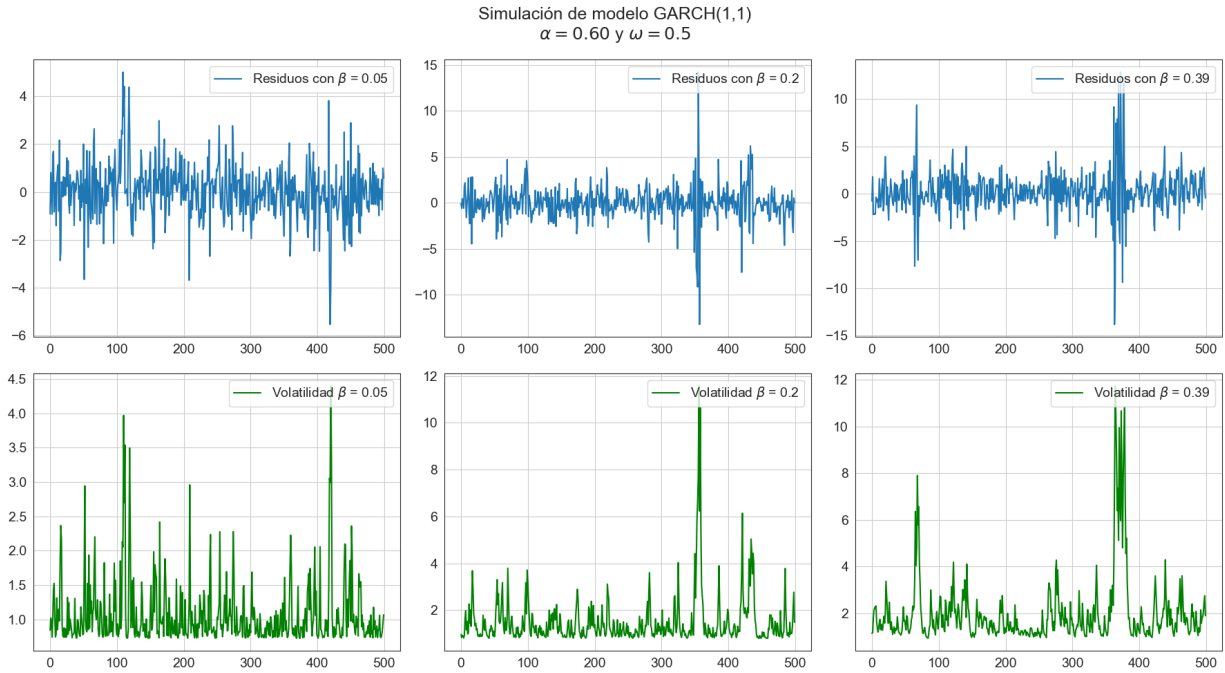 Simulación de modelo GARCH(1,1)
α = 0.60 y ω = 0.5
Residuos con β = 0.05
4
2
0
−2
−4
−6
0 100 200 300 400 500
Residuos con β = 0.2
15
10
5
0
−5
−10
0 100 200 300 400 500
Residuos con β = 0.39
10
5
0
−5
−10
−15
0 100 200 300 400 500
Volatilidad β = 0.05
4.5
4.0
3.5
3.0
2.5
2.0
1.5
1.0
0 100 200 300 400 500
Volatilidad β = 0.2
12
10
8
6
4
2
0 100 200 300 400 500
Volatilidad β = 0.39
12
10
8
6
4
2
0 100 200 300 400 500